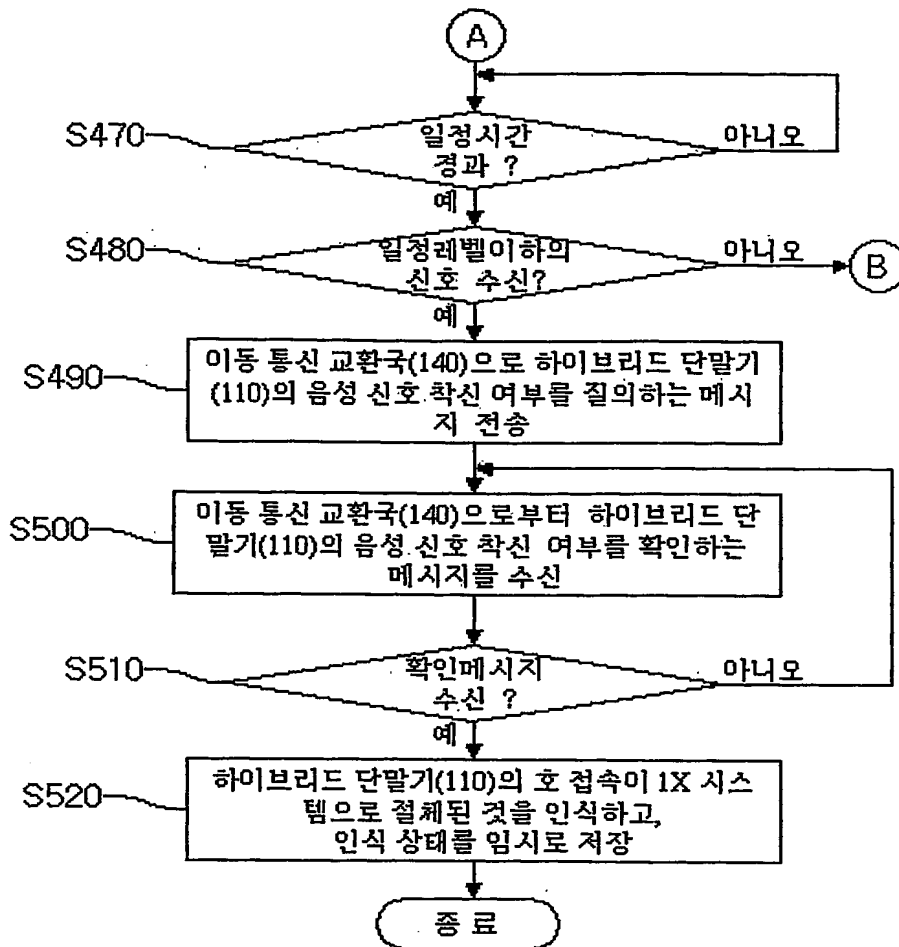 A
S470
일정시간
경과 ?
아니오
예
S480
일정레벨이하의
신호 수신?
아니오
B
예
S490
이동 통신 교환국(140)으로 하이브리드 단말기
(110)의 음성 신호 착신 여부를 질의하는 메시
지 전송
S500
이동 통신 교환국(140)으로부터 하이브리드 단
말기(110)의 음성 신호 착신 여부를 확인하는
메시지를 수신
S510
확인메시지
수신 ?
아니오
예
S520
하이브리드 단말기(110)의 호 접속이 1X 시스
템으로 절체된 것을 인식하고,
인식 상태를 임시로 저장
종 료